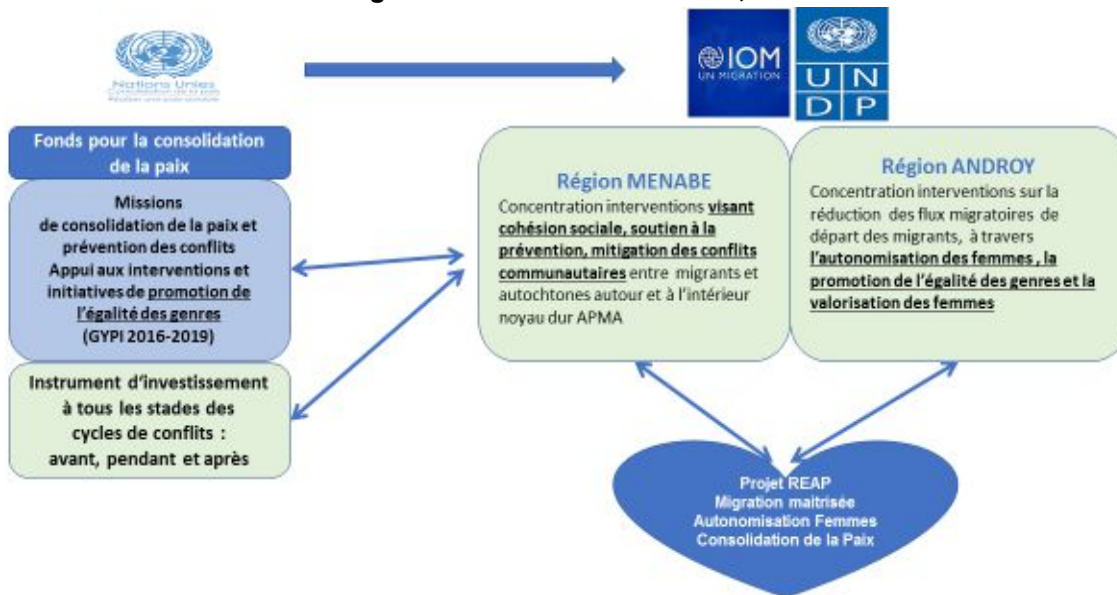 Nations Unies
Consolidation de la paix
IOM
UN MIGRATION
U N
D P
Fonds pour la consolidation
de la paix
Missions
de consolidation de la paix et
prévention des conflits
Appui aux interventions et
initiatives de promotion de
l'égalité des genres
(GYPI 2016-2019)
Instrument d'investissement
à tous les stades des
cycles de conflits :
avant, pendant et après
Région MENABE
Concentration interventions visant
cohésion sociale, soutien à la
prévention, mitigation des conflits
communautaires entre migrants et
autochtones autour et à l'intérieur
noyau dur APMA
Région ANDROY
Concentration interventions sur la
réduction des flux migratoires de
départ des migrants, à travers
l'autonomisation des femmes , la
promotion de l'égalité des genres et la
valorisation des femmes
Projet REAP
Migration maitrisée
Autonomisation Femmes
Consolidation de la Paix